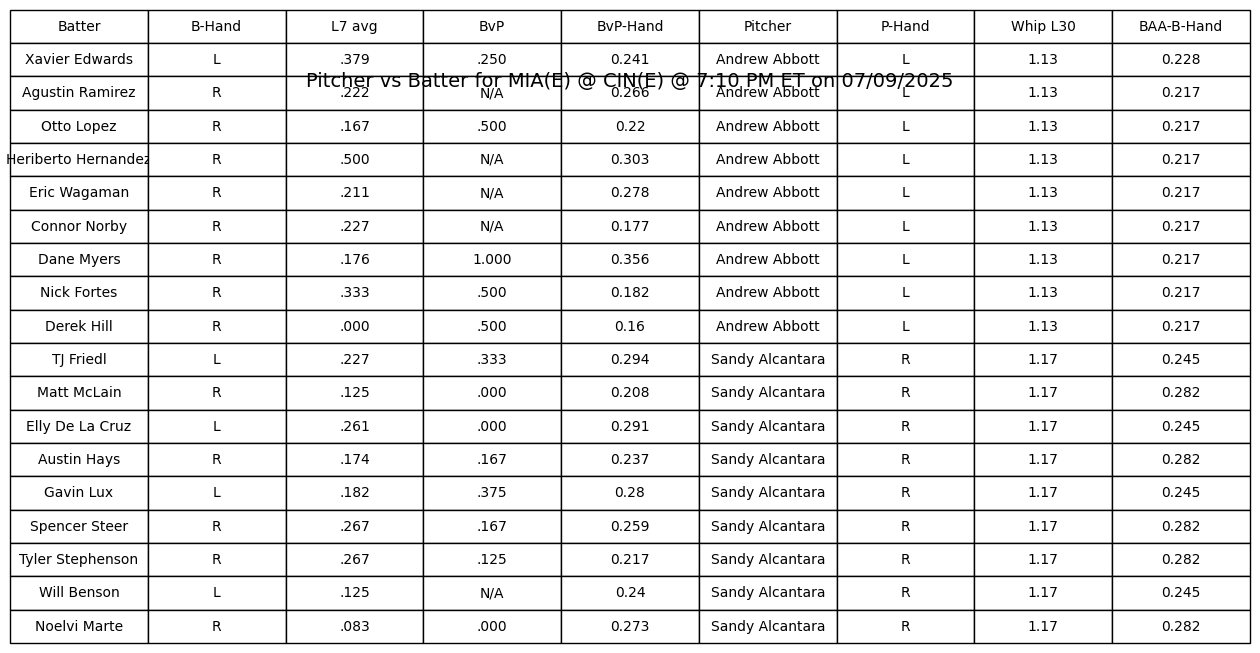 Batter B-Hand L7 avg BvP BvP-Hand Pitcher P-Hand Whip L30 BAA-B-Hand
Xavier Edwards L .379 .250 0.241 Andrew Abbott L 1.13 0.228
Pitcher vs Batter for MIA(E) @ CIN(E) @ 7:10 PM ET on 07/09/2025
Agustin Ramirez R .222 N/A 0.266 Andrew Abbott L 1.13 0.217
Otto Lopez R .167 .500 0.22 Andrew Abbott L 1.13 0.217
Heriberto Hernandez R .500 N/A 0.303 Andrew Abbott L 1.13 0.217
Eric Wagaman R .211 N/A 0.278 Andrew Abbott L 1.13 0.217
Connor Norby R .227 N/A 0.177 Andrew Abbott L 1.13 0.217
Dane Myers R .176 1.000 0.356 Andrew Abbott L 1.13 0.217
Nick Fortes R .333 .500 0.182 Andrew Abbott L 1.13 0.217
Derek Hill R .000 .500 0.16 Andrew Abbott L 1.13 0.217
TJ Friedl L .227 .333 0.294 Sandy Alcantara R 1.17 0.245
Matt McLain R .125 .000 0.208 Sandy Alcantara R 1.17 0.282
Elly De La Cruz L .261 .000 0.291 Sandy Alcantara R 1.17 0.245
Austin Hays R .174 .167 0.237 Sandy Alcantara R 1.17 0.282
Gavin Lux L .182 .375 0.28 Sandy Alcantara R 1.17 0.245
Spencer Steer R .267 .167 0.259 Sandy Alcantara R 1.17 0.282
Tyler Stephenson R .267 .125 0.217 Sandy Alcantara R 1.17 0.282
Will Benson L .125 N/A 0.24 Sandy Alcantara R 1.17 0.245
Noelvi Marte R .083 .000 0.273 Sandy Alcantara R 1.17 0.282